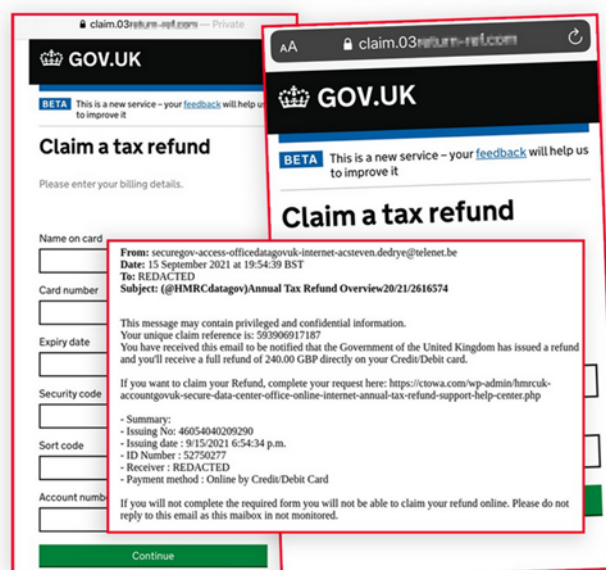 claim.03return-ref.com — Private
GOV.UK
BETA This is a new service – your feedback will help us
to improve it
Claim a tax refund
Please enter your billing details.
Name on card
Card number
Expiry date
Security code
Sort code
Account numb
Continue
AA claim.03return-ref.com
GOV.UK
BETA This is a new service – your feedback will help us
to improve it
Claim a tax refund
From: securegov-access-officedatagovuk-internet-acsteven.dedrye@telenet.be
Date: 15 September 2021 at 19:54:39 BST
To: REDACTED
Subject: (@HMRCdatagov)Annual Tax Refund Overview20/21/2616574
This message may contain privileged and confidential information.
Your unique claim reference is: 593906917187
You have received this email to be notified that the Government of the United Kingdom has issued a refund
and you'll receive a full refund of 240.00 GBP directly on your Credit/Debit card.
If you want to claim your Refund, complete your request here: https://ctowa.com/wp-admin/hmrcuk-
accountgovuk-secure-data-center-office-online-internet-annual-tax-refund-support-help-center.php
- Summary:
- Issuing No: 46054040209290
- Issuing date : 9/15/2021 6:54:34 p.m.
- ID Number : 52750277
- Receiver : REDACTED
- Payment method : Online by Credit/Debit Card
If you will not complete the required form you will not be able to claim your refund online. Please do not
reply to this email as this mailbox in not monitored.